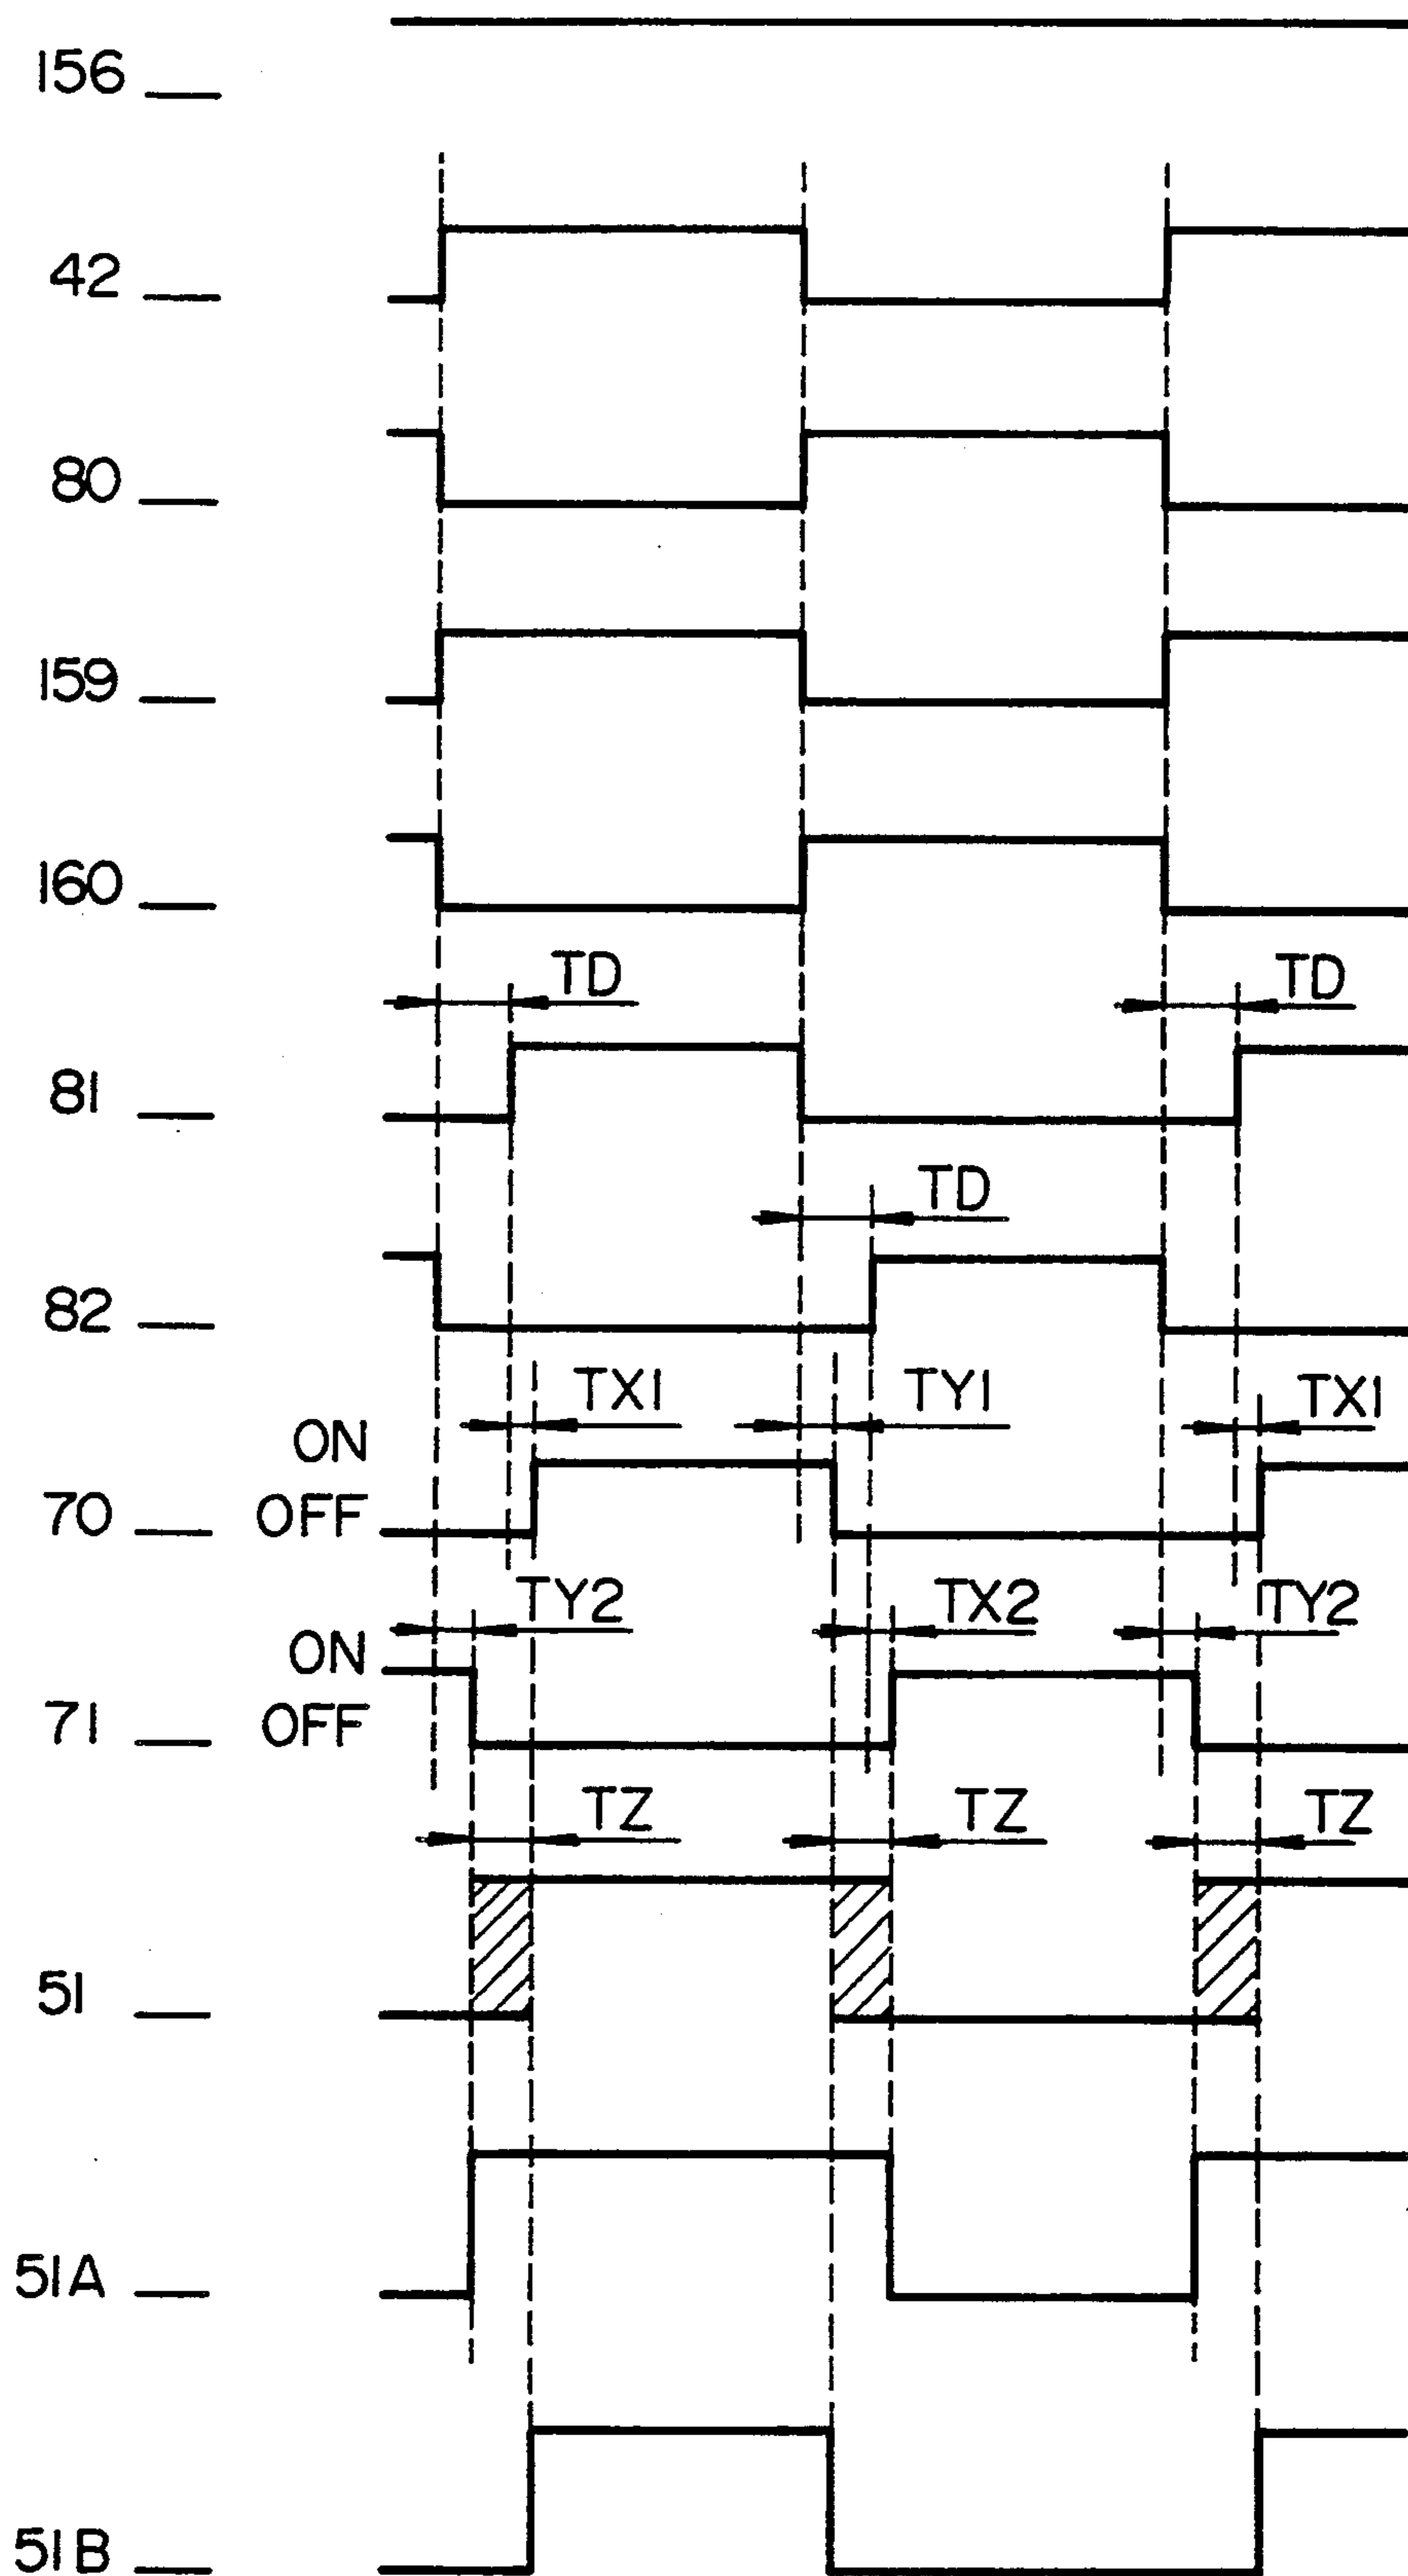 156
42
80
159
160
TD TD
81
TD
82
TX1 TY1 TX1
ON
70 OFF
TY2 TX2 TY2
ON
71 OFF
TZ TZ TZ
51
51A
51B